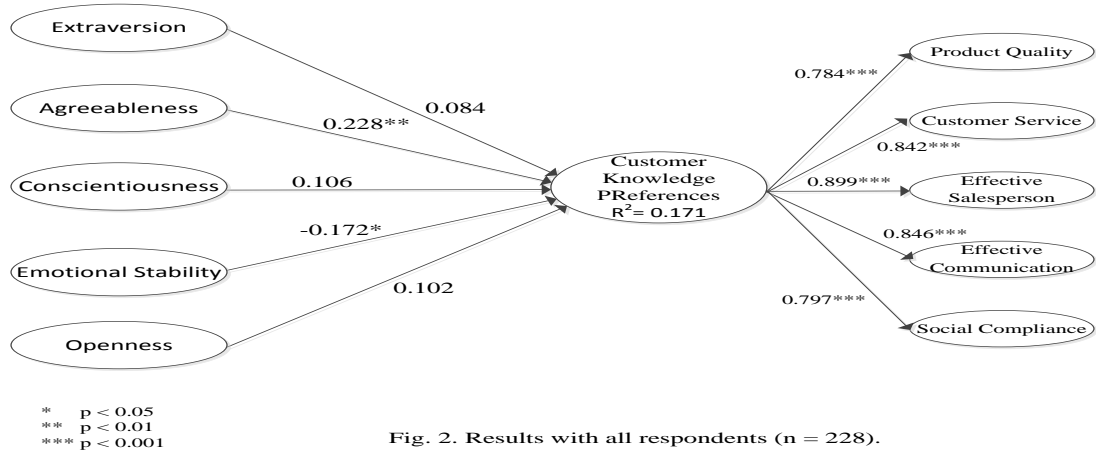 Extraversion
Agreeableness
Conscientiousness
Emotional Stability
Openness
0.084
0.228**
0.106
-0.172*
0.102
Customer
Knowledge
PReferences
R²= 0.171
0.784***
0.842***
0.899***
0.846***
0.797***
Product Quality
Customer Service
Effective
Salesperson
Effective
Communication
Social Compliance
* p < 0.05
** p < 0.01
*** p < 0.001
Fig. 2. Results with all respondents (n = 228).